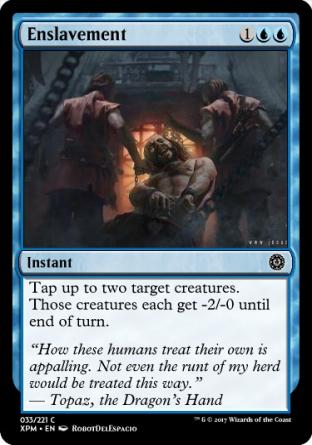 Enslavement 1
Instant
Tap up to two target creatures.
Those creatures each get -2/-0 until
end of turn.
“How these humans treat their own is
appalling. Not even the runt of my herd
would be treated this way.”
— Topaz, the Dragon's Hand
033/221 C
XPM • EN RobotDelEspacio
™ & © 2017 Wizards of the Coast